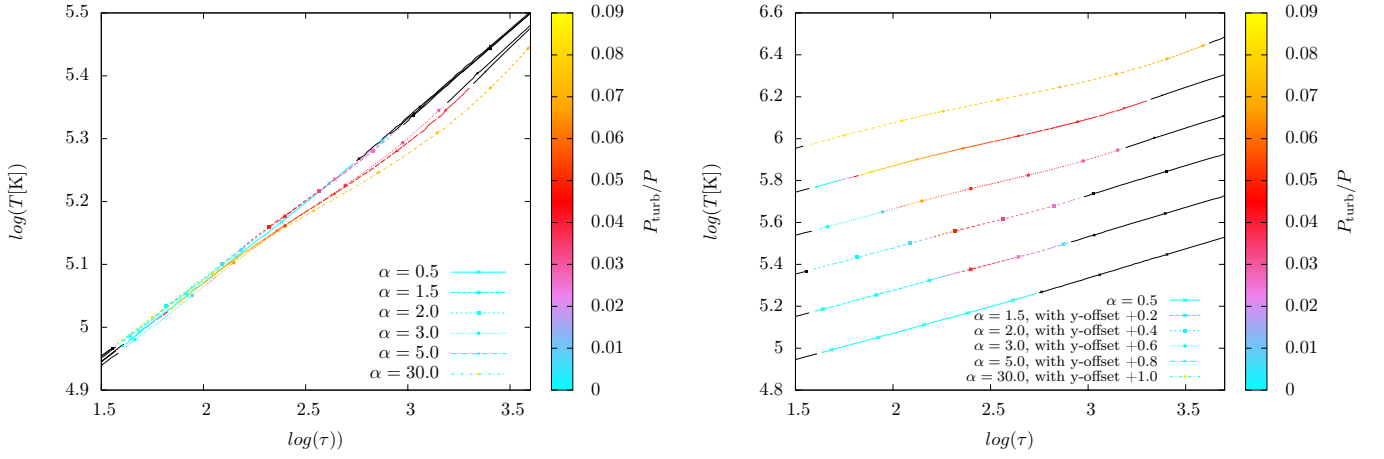 5.5
5.4
5.3
5.2
5.1
5
4.9
log(T[K])
1.5
2
2.5
3
3.5
log(τ))
α = 0.5
α = 1.5
α = 2.0
α = 3.0
α = 5.0
α = 30.0
0.09
0.08
0.07
0.06
0.05
0.04
0.03
0.02
0.01
0
P_turb/P
6.6
6.4
6.2
6
5.8
5.6
5.4
5.2
5
4.8
log(T[K])
1.5
2
2.5
3
3.5
log(τ)
α = 0.5
α = 1.5, with y-offset +0.2
α = 2.0, with y-offset +0.4
α = 3.0, with y-offset +0.6
α = 5.0, with y-offset +0.8
α = 30.0, with y-offset +1.0
0.09
0.08
0.07
0.06
0.05
0.04
0.03
0.02
0.01
0
P_turb/P